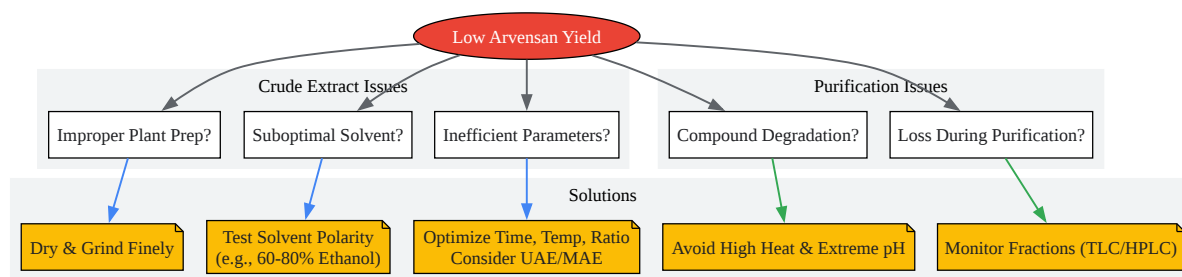 Low Arvensan Yield
Crude Extract Issues
Purification Issues
Improper Plant Prep?
Suboptimal Solvent?
Inefficient Parameters?
Compound Degradation?
Loss During Purification?
Solutions
Dry & Grind Finely
Test Solvent Polarity
(e.g., 60-80% Ethanol)
Optimize Time, Temp, Ratio
Consider UAE/MAE
Avoid High Heat & Extreme pH
Monitor Fractions (TLC/HPLC)